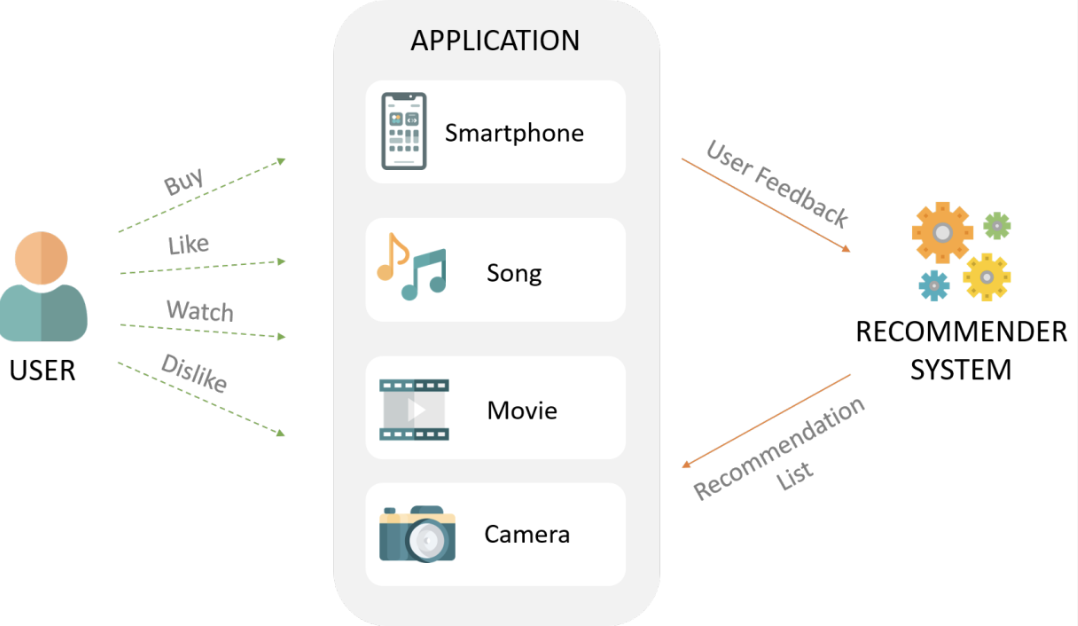 APPLICATION
Smartphone
Buy
User Feedback
Like
Song
Watch
RECOMMENDER
SYSTEM
USER
Dislike
Movie
Recommendation
List
Camera